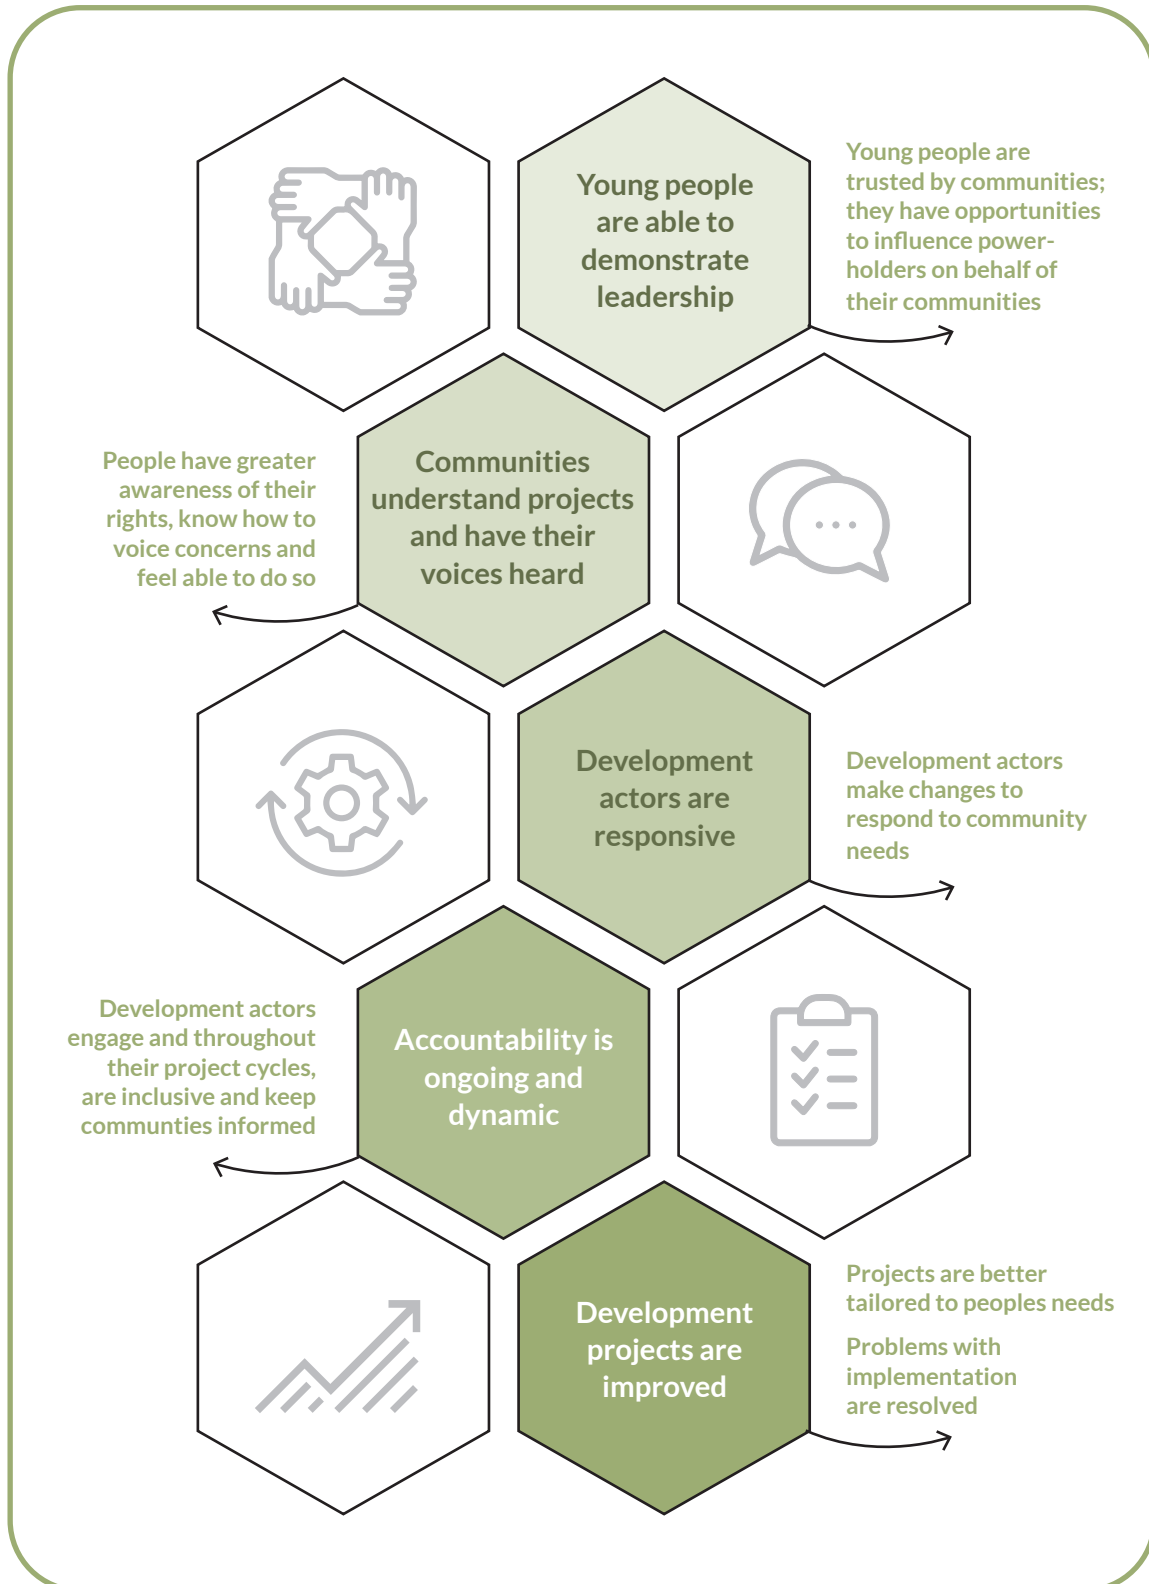 Young people
are able to
demonstrate
leadership
Young people are
trusted by communities;
they have opportunities
to influence power-
holders on behalf of
their communities
People have greater
awareness of their
rights, know how to
voice concerns and
feel able to do so
Communities
understand projects
and have their
voices heard
Development
actors are
responsive
Development actors
make changes to
respond to community
needs
Development actors
engage and throughout
their project cycles,
are inclusive and keep
communties informed
Accountability is
ongoing and
dynamic
Development
projects are
improved
Projects are better
tailored to peoples needs
Problems with
implementation
are resolved